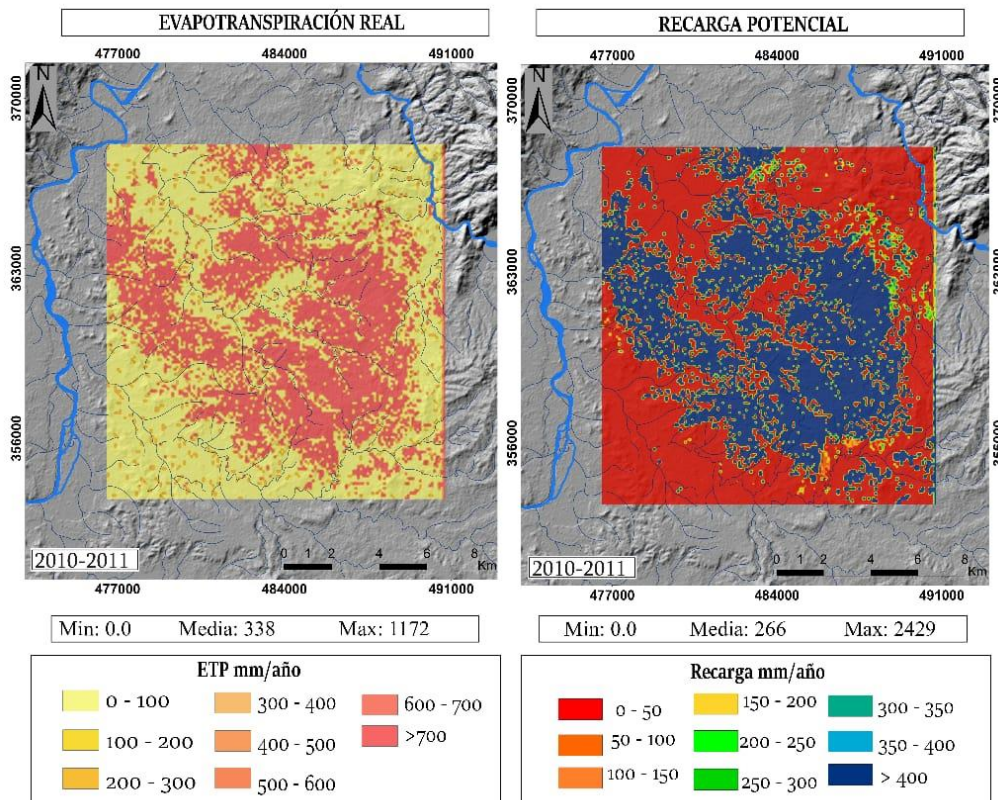 EVAPOTRANSPIRACIÓN REAL
477000 484000 491000
N
370000
363000
356000
2010-2011
0 1 2 4 6 8
Km
477000 484000 491000
Min: 0.0 Media: 338 Max: 1172
ETP mm/año
0 - 100
100 - 200
200 - 300
300 - 400
400 - 500
500 - 600
600 - 700
>700
RECARGA POTENCIAL
477000 484000 491000
N
370000
370000
363000
363000
356000
356000
2010-2011
0 1 2 4 6 8
Km
477000 484000 491000
Min: 0.0 Media: 266 Max: 2429
Recarga mm/año
0 - 50
50 - 100
100 - 150
150 - 200
200 - 250
250 - 300
300 - 350
350 - 400
> 400